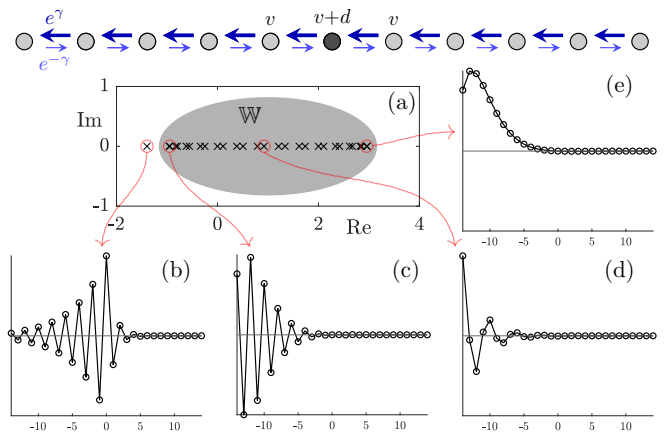 e^γ v v+d v
e^{−γ}
1 𝕎 (a) (e)
Im 0
−1
−2 0 2 Re 4
−10 −5 0 5 10
(b) (c) (d)
−10 −5 0 5 10
−10 −5 0 5 10
−10 −5 0 5 10